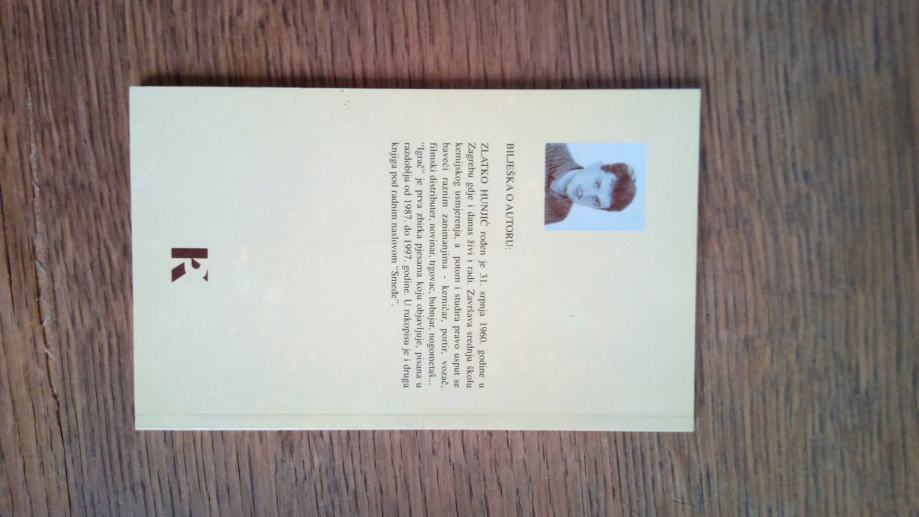 BILJEŠKA O AUTORU:
ZLATKO HUNJIĆ rođen je 31. srpnja 1960. godine u
Zagrebu gdje i danas živi i radi. Završava srednju školu
kemijskog usmjerenja, a potom i studira pravo usput se
baveći raznim zanimanjima - kemičar, portir, vozač,
filmski distributer, novinar, trgovac, bubnjar, nogometaš...
"Igrač" je prva zbirka pjesama koju objavljuje, pisana u
razdoblju od 1987. do 1997. godine. U rukopisu je i druga
knjiga pod radnim naslovom "Smeđe".
K